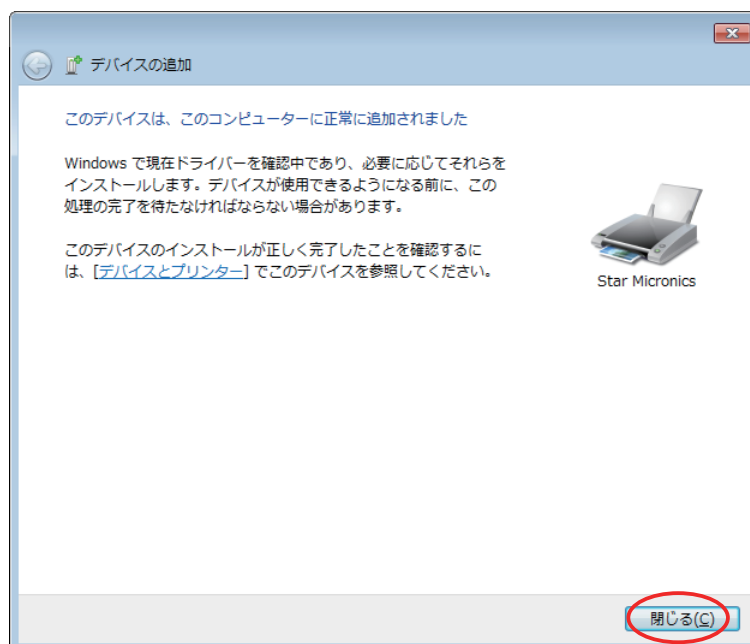 デバイスの追加
このデバイスは、このコンピューターに正常に追加されました
Windows で現在ドライバーを確認中であり、必要に応じてそれらを
インストールします。デバイスが使用できるようになる前に、この
処理の完了を待たなければならない場合があります。
このデバイスのインストールが正しく完了したことを確認するに
は、[デバイスとプリンター] でこのデバイスを参照してください。
Star Micronics
閉じる(C)